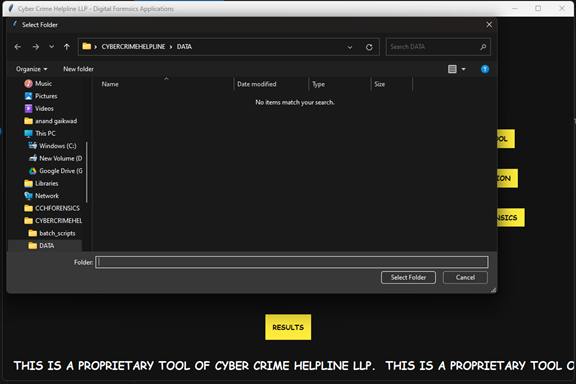 Cyber Crime Helpline LLP - Digital Forensics Applications
Select Folder
CYBERCRIMEHELPLINE > DATA
Search DATA
Organize
New folder
Name
Date modified
Type
Size
No items match your search.
Music
Pictures
Videos
anand gaikwad
This PC
Windows (C:)
New Volume (D
Google Drive (G
Libraries
Network
CCHFORENSICS
CYBERCRIMEHEL
batch_scripts
DATA
OOL
ION
NSICS
Folder:
Select Folder
Cancel
RESULTS
THIS IS A PROPRIETARY TOOL OF CYBER CRIME HELPLINE LLP. THIS IS A PROPRIETARY TOOL O